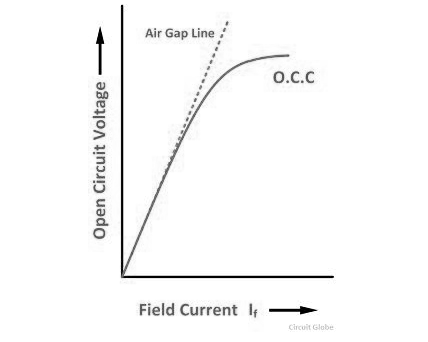 Air Gap Line
O.C.C
Open Circuit Voltage
Field Current If
Circuit Globe